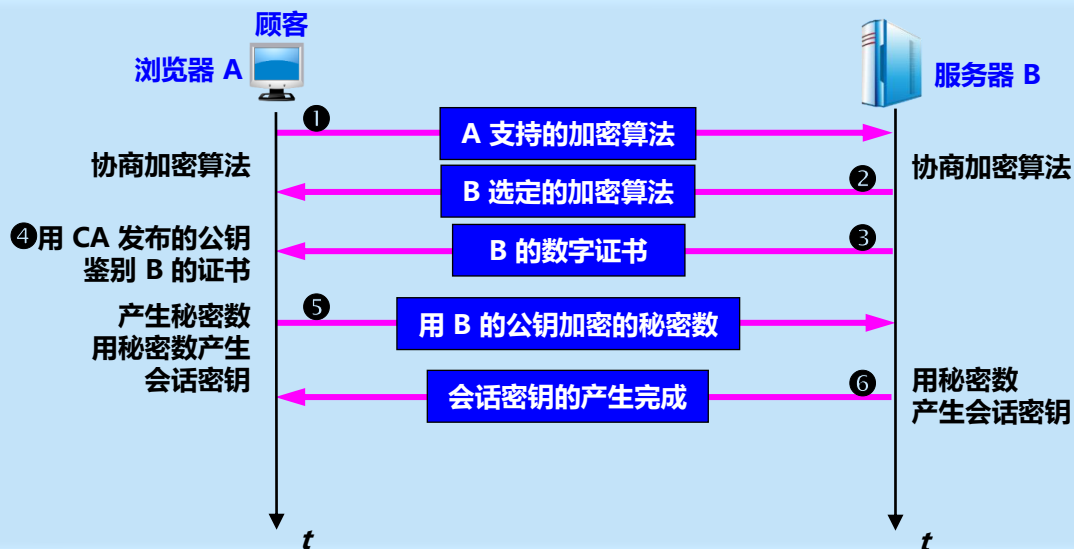 顾客
浏览器 A
服务器 B
❶
A 支持的加密算法
协商加密算法
协商加密算法
B 选定的加密算法
❷
❹用 CA 发布的公钥
鉴别 B 的证书
B 的数字证书
❸
产生秘密数
用秘密数产生
会话密钥
❺
用 B 的公钥加密的秘密数
会话密钥的产生完成
❻
用秘密数
产生会话密钥
t
t